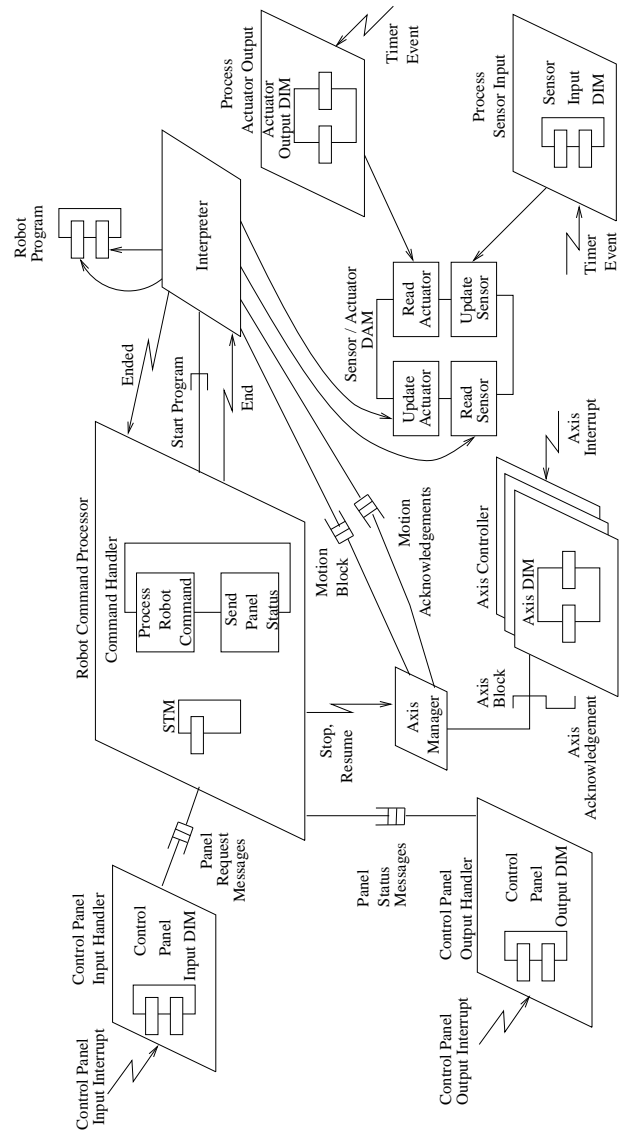 Control Panel
Input Interrupt
Control Panel
Input Handler
Control
Panel
Input DIM
Panel
Request
Messages
Robot Command Processor
STM
Command Handler
Process
Robot
Command
Send
Panel
Status
Ended
Start Program
End
Robot
Program
Interpreter
Control Panel
Output Interrupt
Control Panel
Output Handler
Control
Panel
Output DIM
Panel
Status
Messages
Stop,
Resume
Axis
Manager
Motion
Block
Motion
Acknowledgements
Axis
Block
Axis
Acknowledgement
Axis Controller
Axis DIM
Axis
Interrupt
Sensor / Actuator
DAM
Update
Actuator
Read
Sensor
Read
Actuator
Update
Sensor
Process
Actuator Output
Actuator
Output DIM
Timer
Event
Process
Sensor Input
Sensor
Input
DIM
Timer
Event